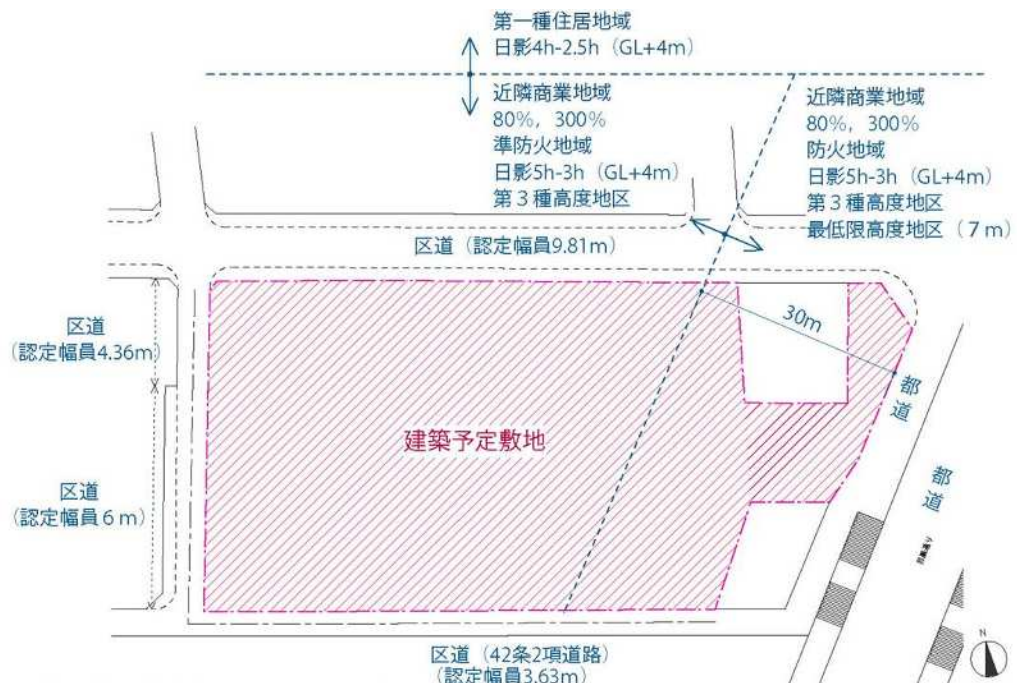 第一種住居地域
日影4h-2.5h（GL+4m）
近隣商業地域
80%，300%
準防火地域
日影5h-3h（GL+4m）
第３種高度地区
近隣商業地域
80%，300%
防火地域
日影5h-3h（GL+4m）
第３種高度地区
最低限高度地区（７ｍ）
区道（認定幅員9.81m）
30m
区道
（認定幅員4.36m）
都道
建築予定敷地
区道
（認定幅員６ｍ）
都道
N
区道（42条2項道路）
（認定幅員3.63m）